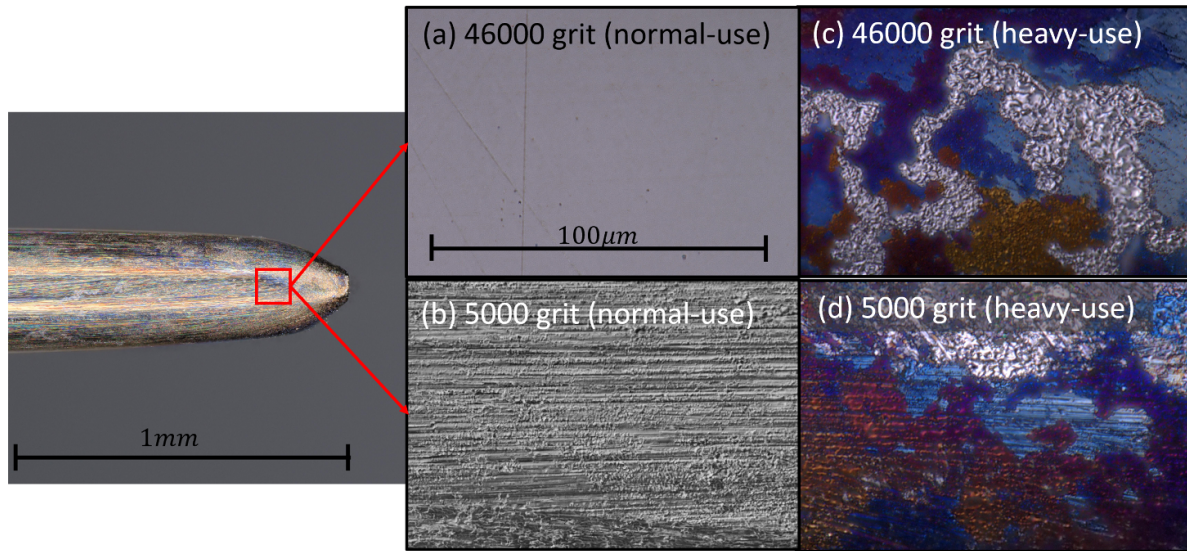 (a) 46000 grit (normal-use)
(c) 46000 grit (heavy-use)
100μm
(b) 5000 grit (normal-use)
(d) 5000 grit (heavy-use)
1mm